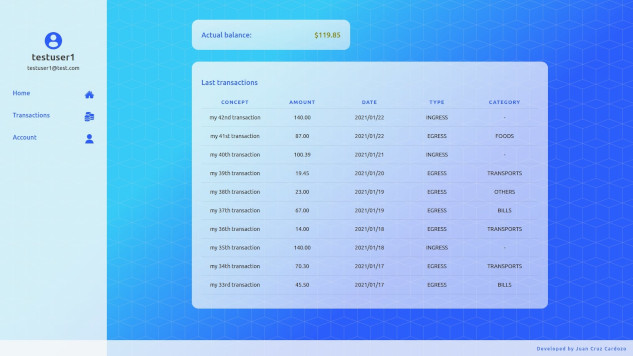 testuser1
testuser1@test.com
Home
Transactions
Account
Actual balance: $119.85
Last transactions
CONCEPT AMOUNT DATE TYPE CATEGORY
my 42nd transaction 140.00 2021/01/22 INGRESS -
my 41st transaction 87.00 2021/01/22 EGRESS FOODS
my 40th transaction 100.39 2021/01/21 INGRESS -
my 39th transaction 19.45 2021/01/20 EGRESS TRANSPORTS
my 38th transaction 23.00 2021/01/19 EGRESS OTHERS
my 37th transaction 67.00 2021/01/19 EGRESS BILLS
my 36th transaction 14.00 2021/01/18 EGRESS TRANSPORTS
my 35th transaction 140.00 2021/01/18 INGRESS -
my 34th transaction 70.30 2021/01/17 EGRESS TRANSPORTS
my 33rd transaction 45.50 2021/01/17 EGRESS BILLS
Developed by Juan Cruz Cardozo